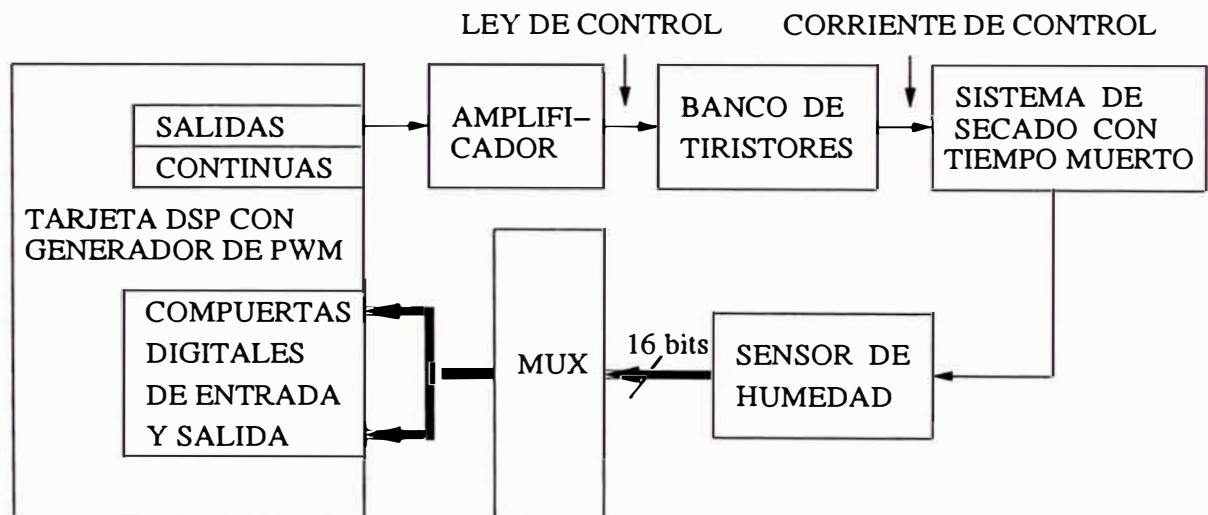 LEY DE CONTROL
CORRIENTE DE CONTROL
SALIDAS
CONTINUAS
AMPLIFI-
CADOR
BANCO DE
TIRISTORES
SISTEMA DE
SECADO CON
TIEMPO MUERTO
TARJETA DSP CON
GENERADOR DE PWM
COMPUERTAS
DIGITALES
DE ENTRADA
Y SALIDA
MUX
16 bits
SENSOR DE
HUMEDAD